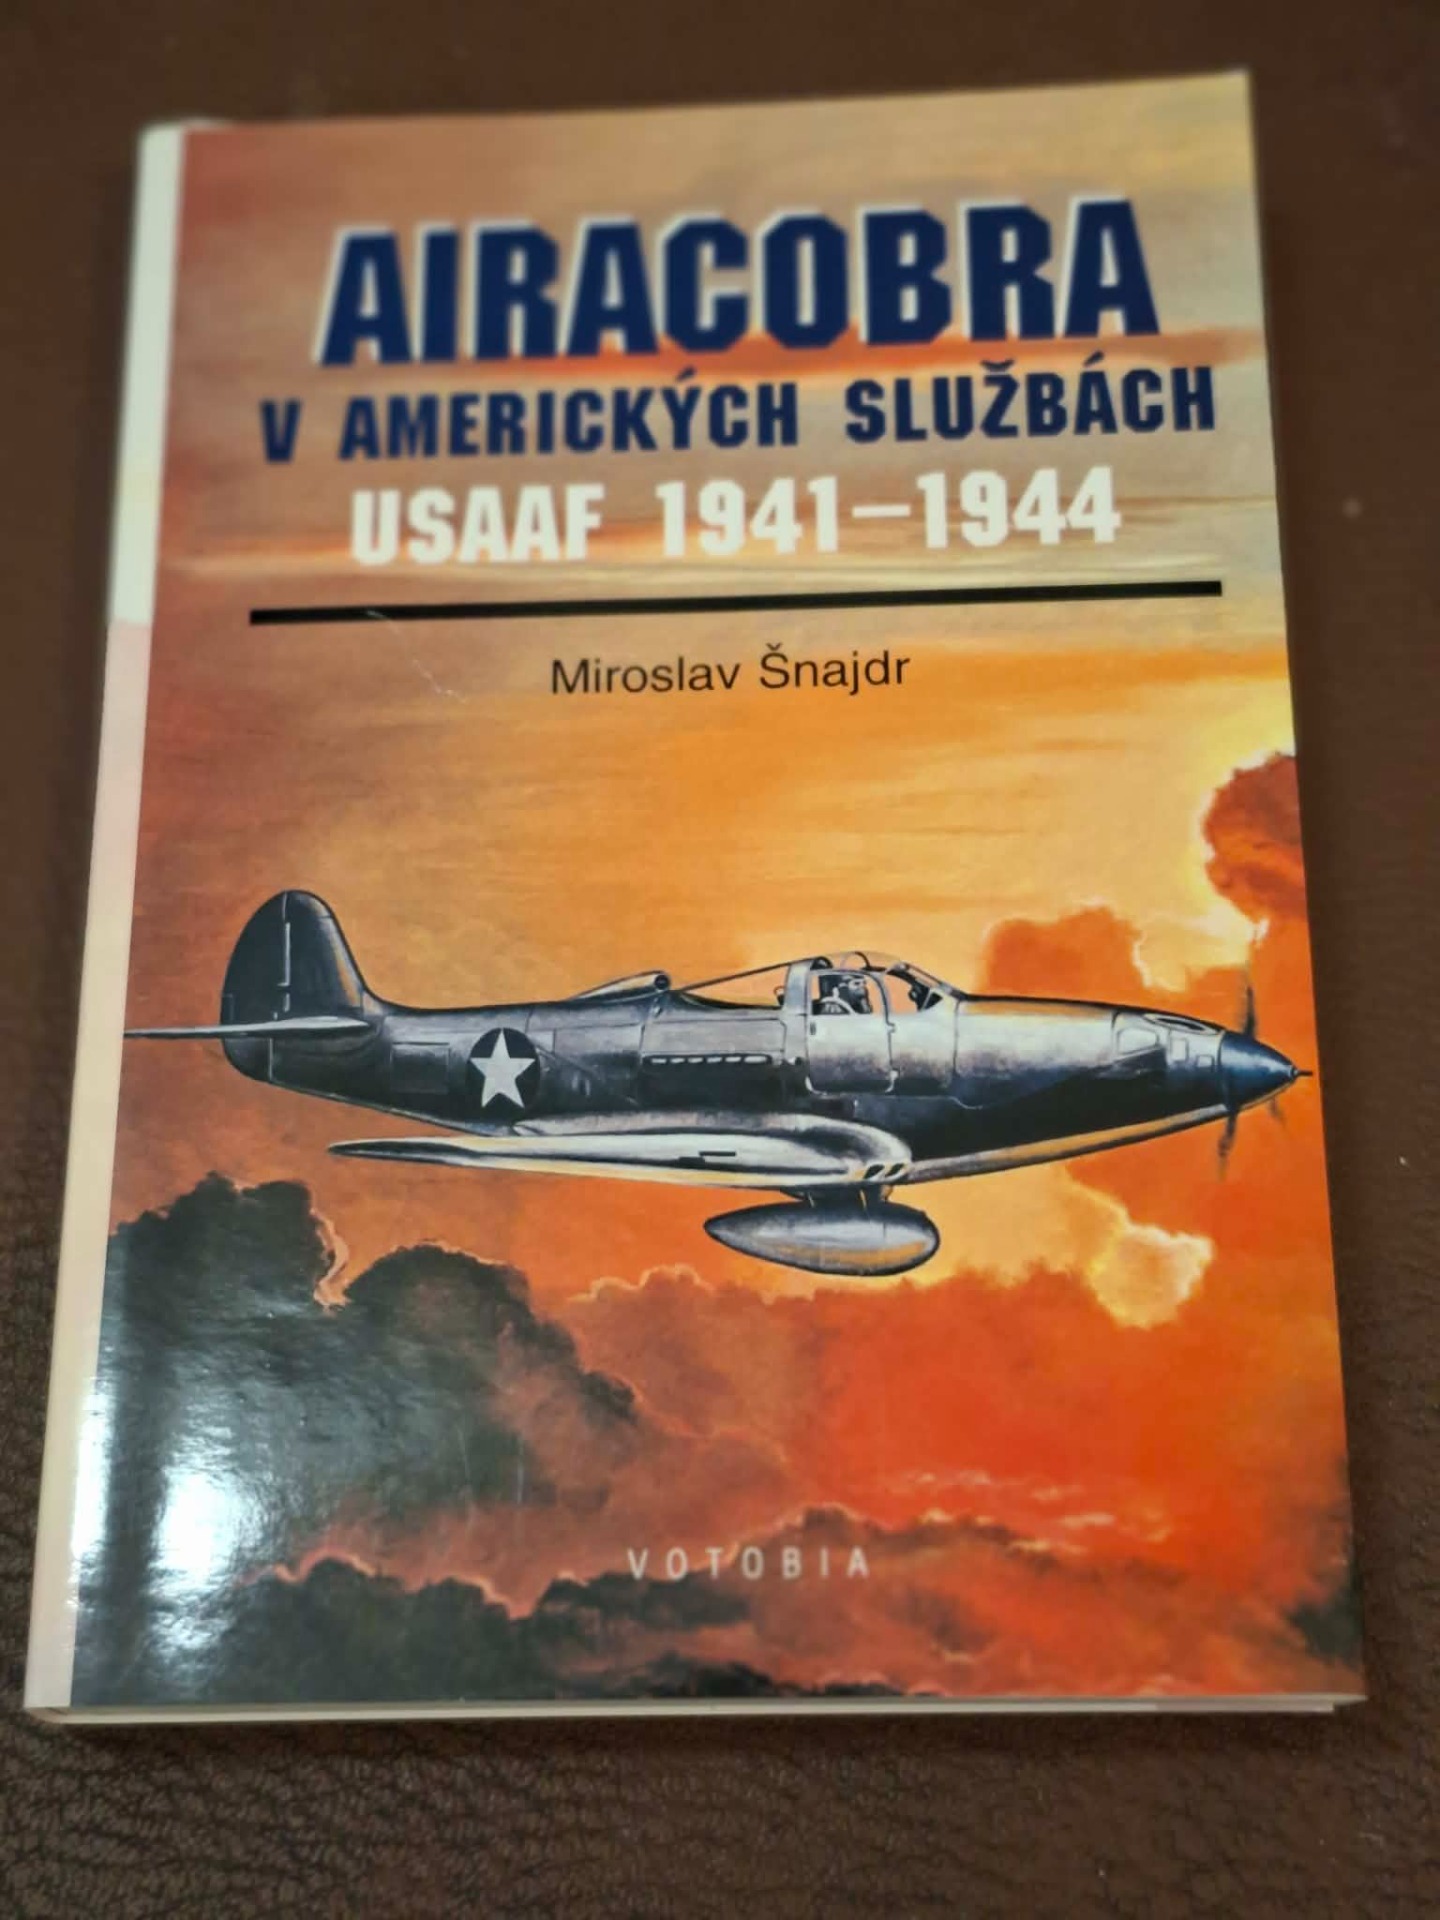 AIRACOBRA
V AMERICKÝCH SLUŽBÁCH
USAAF 1941–1944
Miroslav Šnajdr
VOTOBIA